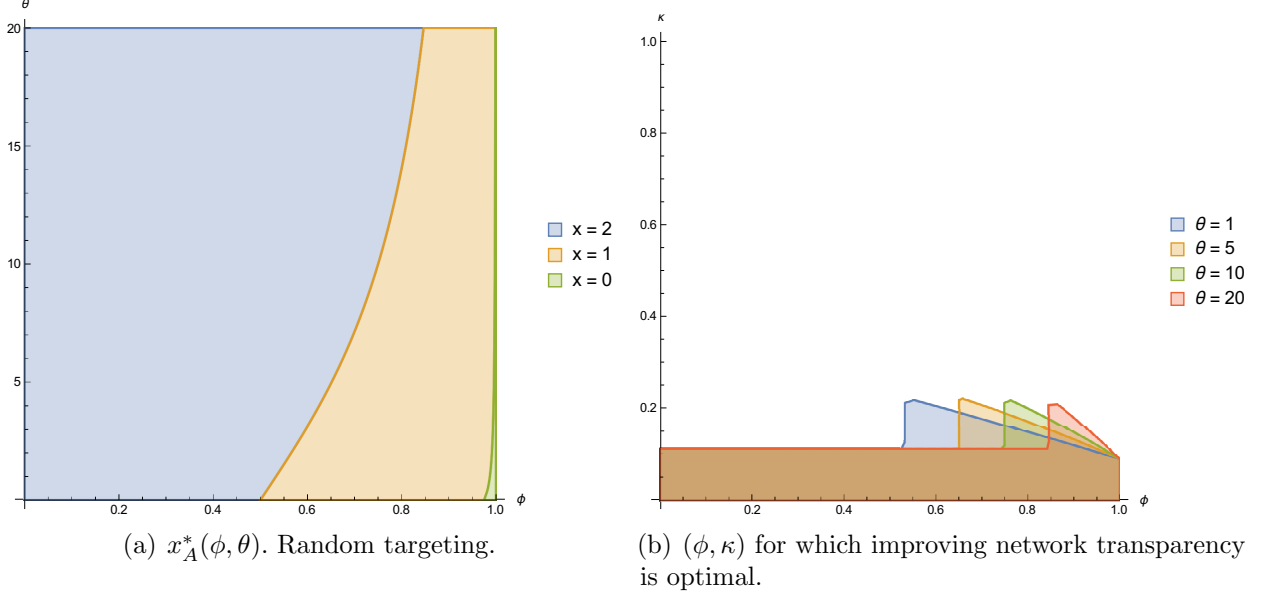 θ
20
15
10
5
0.2
0.4
0.6
0.8
1.0
ϕ
x = 2
x = 1
x = 0
(a) x*_A(ϕ, θ). Random targeting.
κ
1.0
0.8
0.6
0.4
0.2
0.2
0.4
0.6
0.8
1.0
ϕ
θ = 1
θ = 5
θ = 10
θ = 20
(b) (ϕ, κ) for which improving network transparency
is optimal.